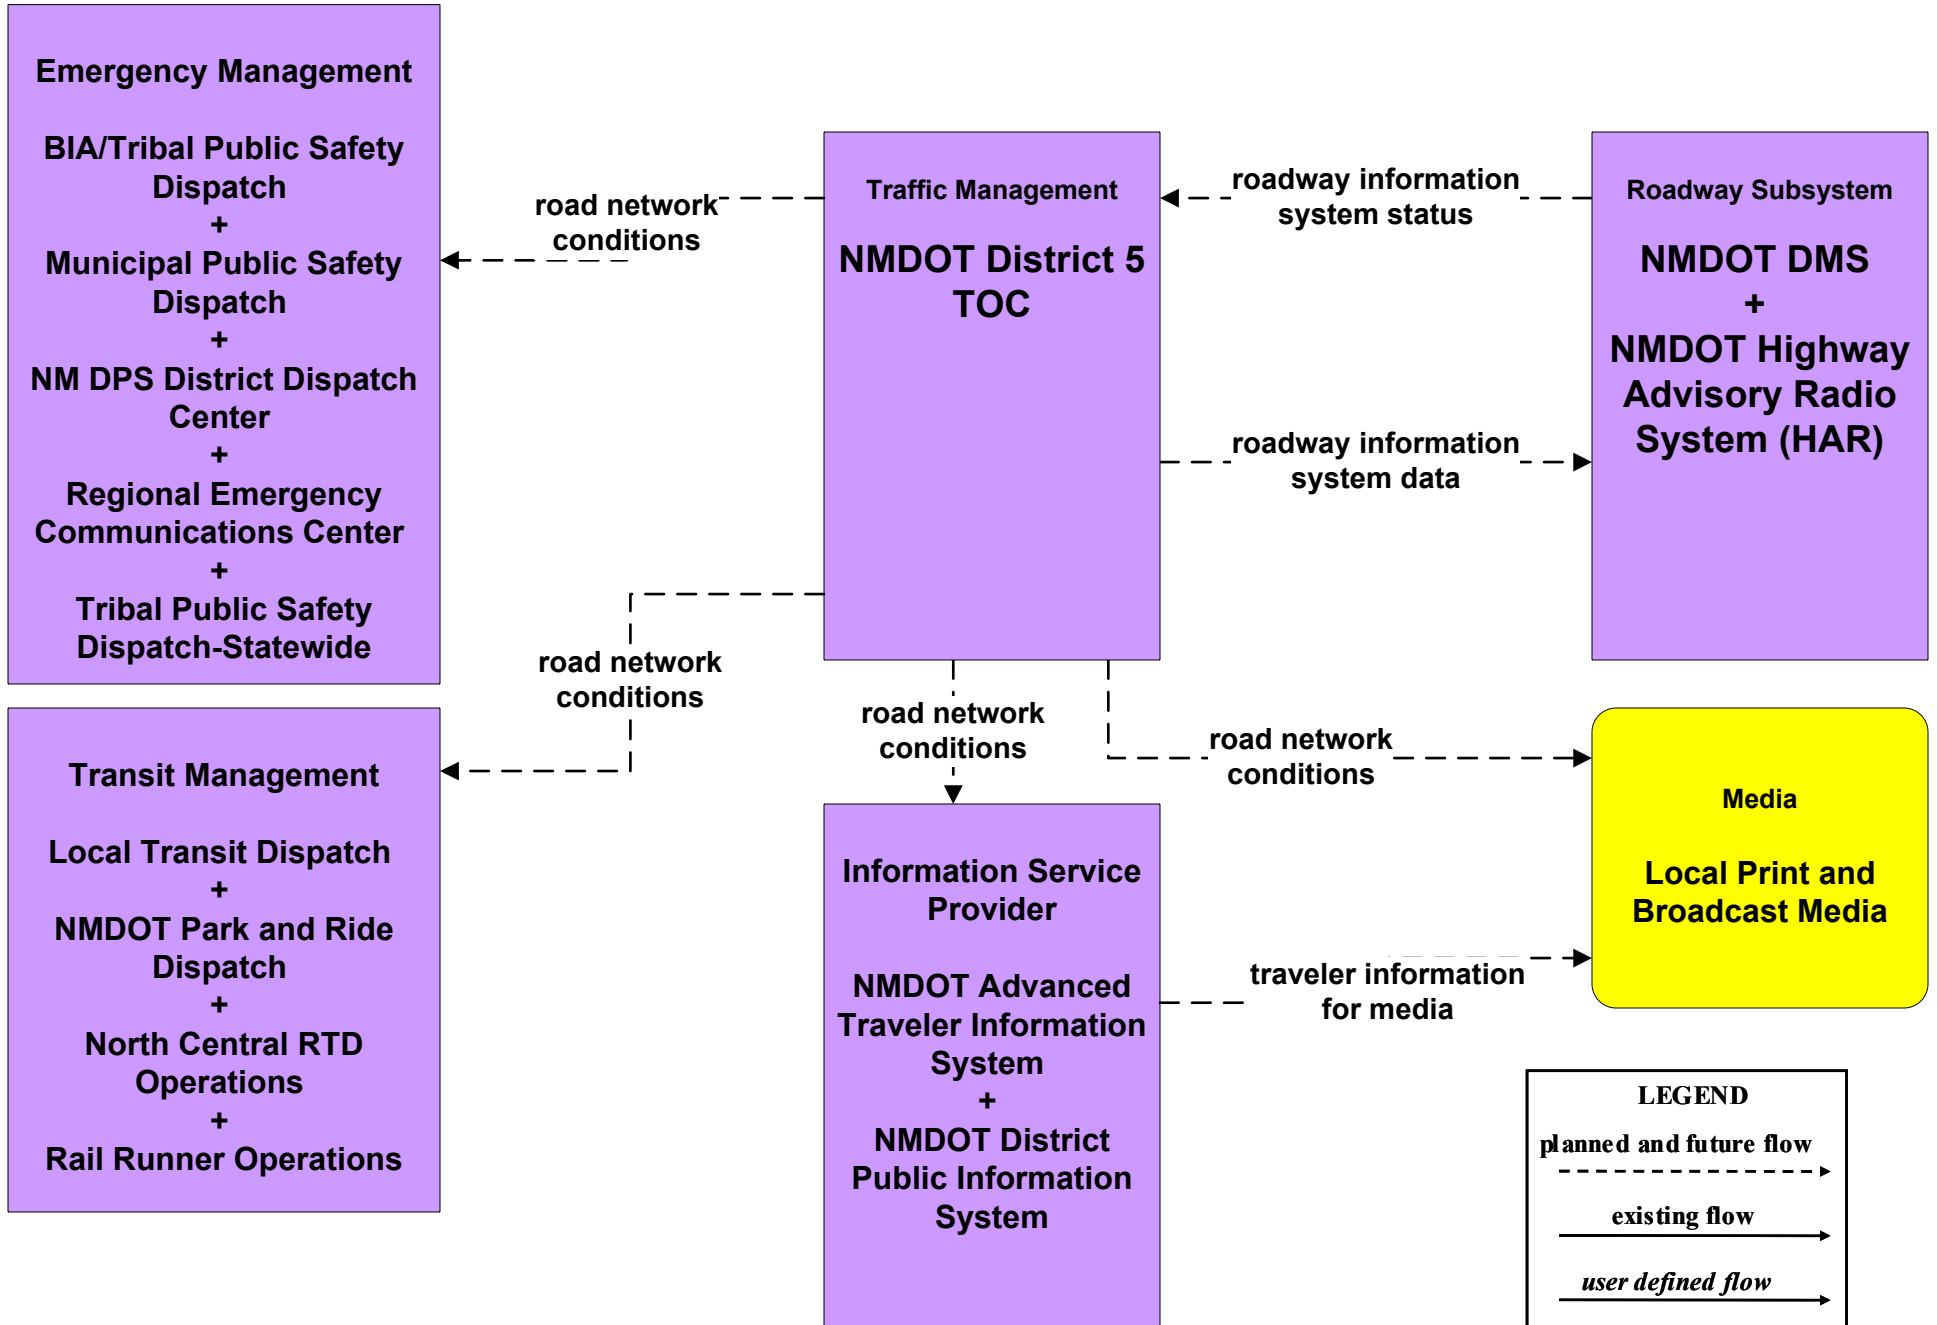 Emergency Management
BIA/Tribal Public Safety
Dispatch
+
Municipal Public Safety
Dispatch
+
NM DPS District Dispatch
Center
+
Regional Emergency
Communications Center
+
Tribal Public Safety
Dispatch-Statewide
Transit Management
Local Transit Dispatch
+
NMDOT Park and Ride
Dispatch
+
North Central RTD
Operations
+
Rail Runner Operations
road network
conditions
road network
conditions
Traffic Management
NMDOT District 5
TOC
road network
conditions
Information Service
Provider
NMDOT Advanced
Traveler Information
System
+
NMDOT District
Public Information
System
roadway information
system status
roadway information
system data
road network
conditions
traveler information
for media
Roadway Subsystem
NMDOT DMS
+
NMDOT Highway
Advisory Radio
System (HAR)
Media
Local Print and
Broadcast Media
LEGEND
planned and future flow
existing flow
user defined flow